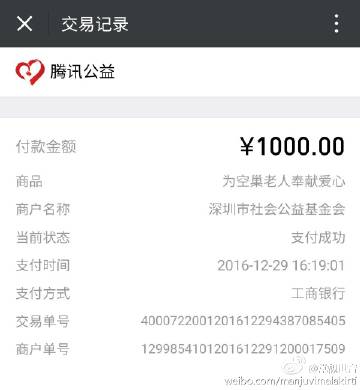 交易记录
腾讯公益
付款金额 ¥1000.00
商品 为空巢老人奉献爱心
商户名称 深圳市社会公益基金会
当前状态 支付成功
支付时间 2016-12-29 16:19:01
支付方式 工商银行
交易单号 4000722001201612294387085405
商户单号 1299854101201612291200017509
weibo.com/manjuvimalakirti